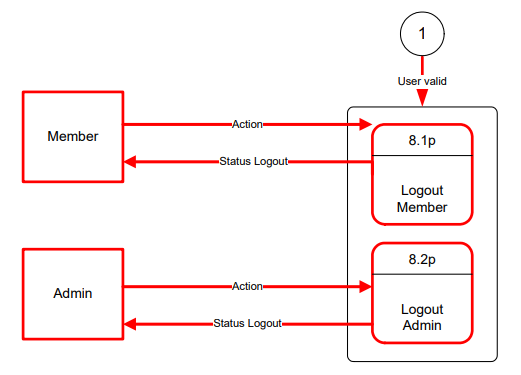 1
User valid
Member
Action
Status Logout
8.1p
Logout
Member
Admin
Action
Status Logout
8.2p
Logout
Admin